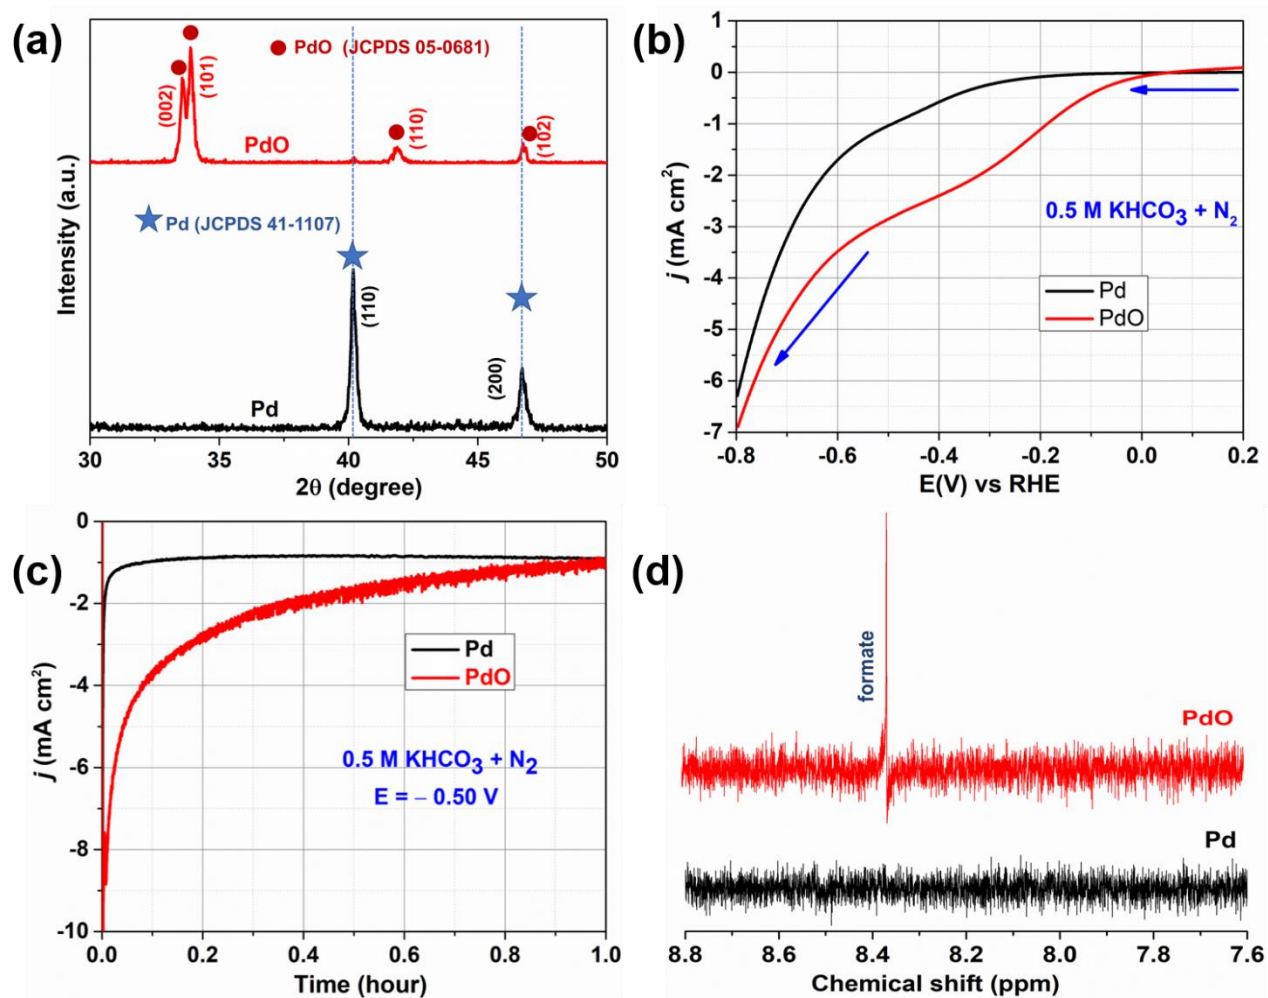 (a)
PdO (JCPDS 05-0681)
(002)
(101)
PdO
(110)
(102)
Pd (JCPDS 41-1107)
(110)
(200)
Pd
Intensity (a.u.)
30 35 40 45 50
2θ (degree)
(b)
1
0
-1
-2
-3
-4
-5
-6
-7
j (mA cm²)
0.5 M KHCO₃ + N₂
Pd
PdO
-0.8 -0.6 -0.4 -0.2 0.0 0.2
E(V) vs RHE
(c)
0
-2
-4
-6
-8
-10
j (mA cm²)
Pd
PdO
0.5 M KHCO₃ + N₂
E = – 0.50 V
0.0 0.2 0.4 0.6 0.8 1.0
Time (hour)
(d)
formate
PdO
Pd
8.8 8.6 8.4 8.2 8.0 7.8 7.6
Chemical shift (ppm)